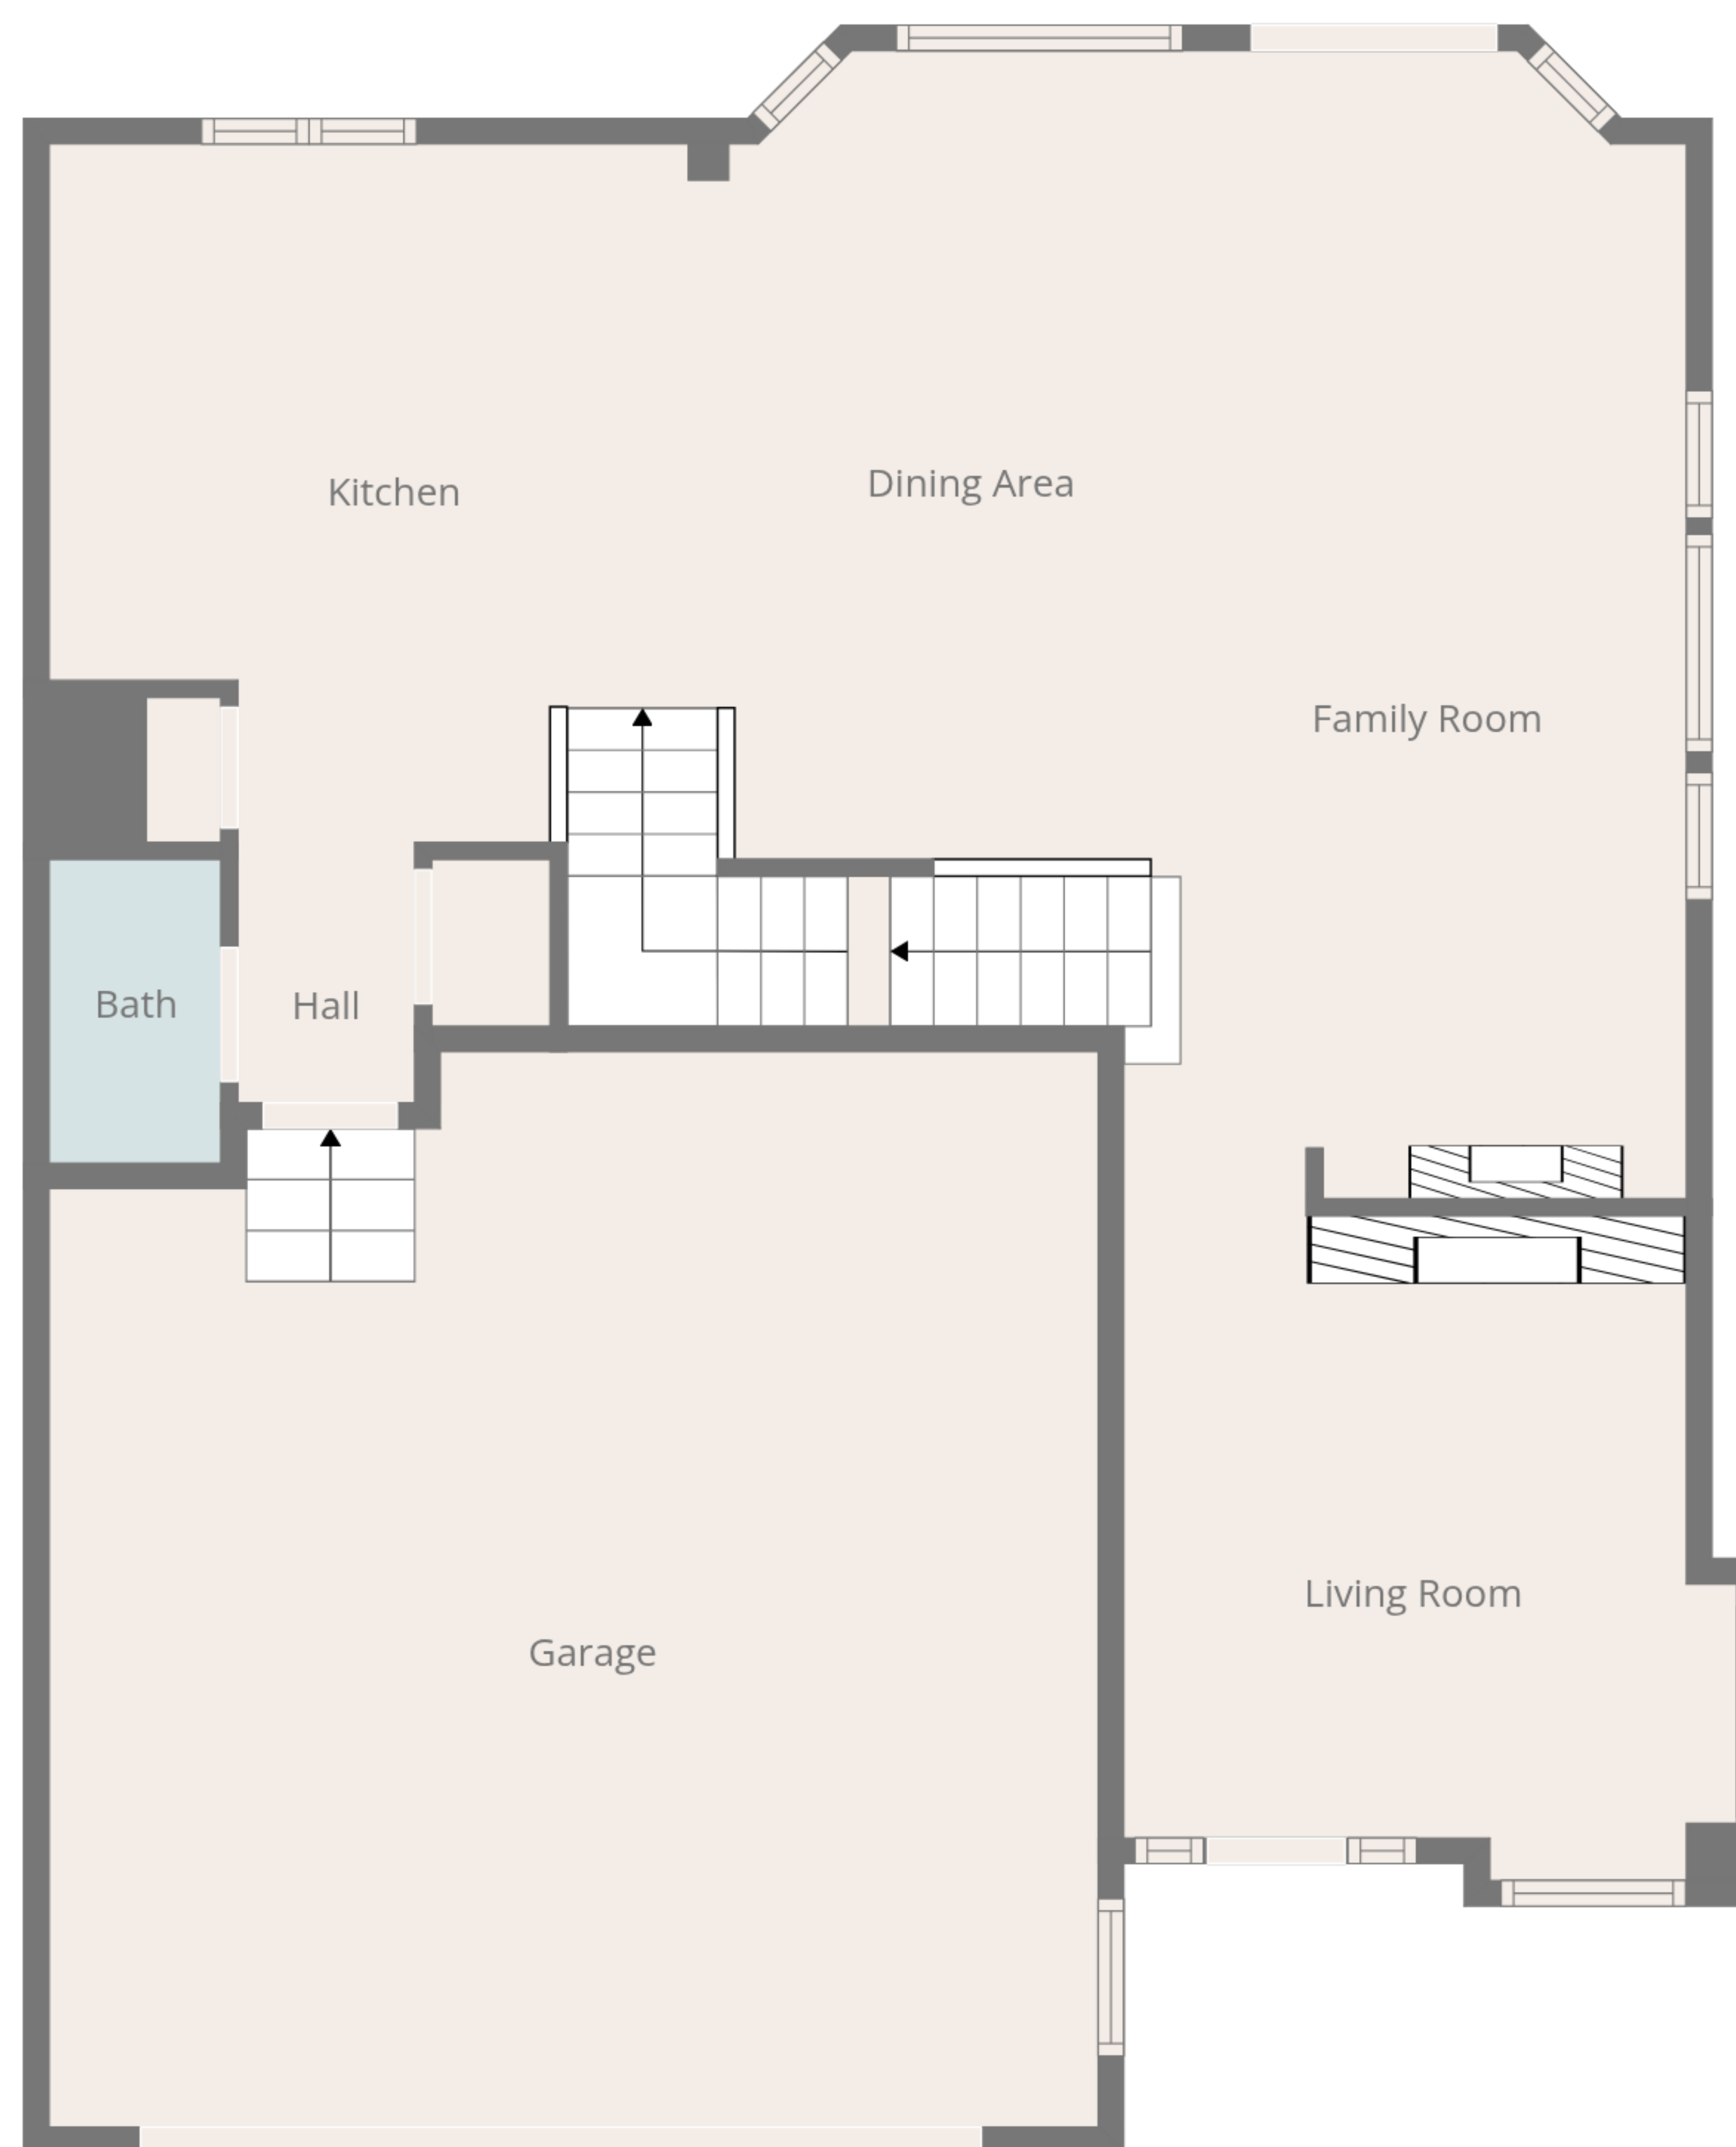 Kitchen
Dining Area
Family Room
Bath
Hall
Living Room
Garage